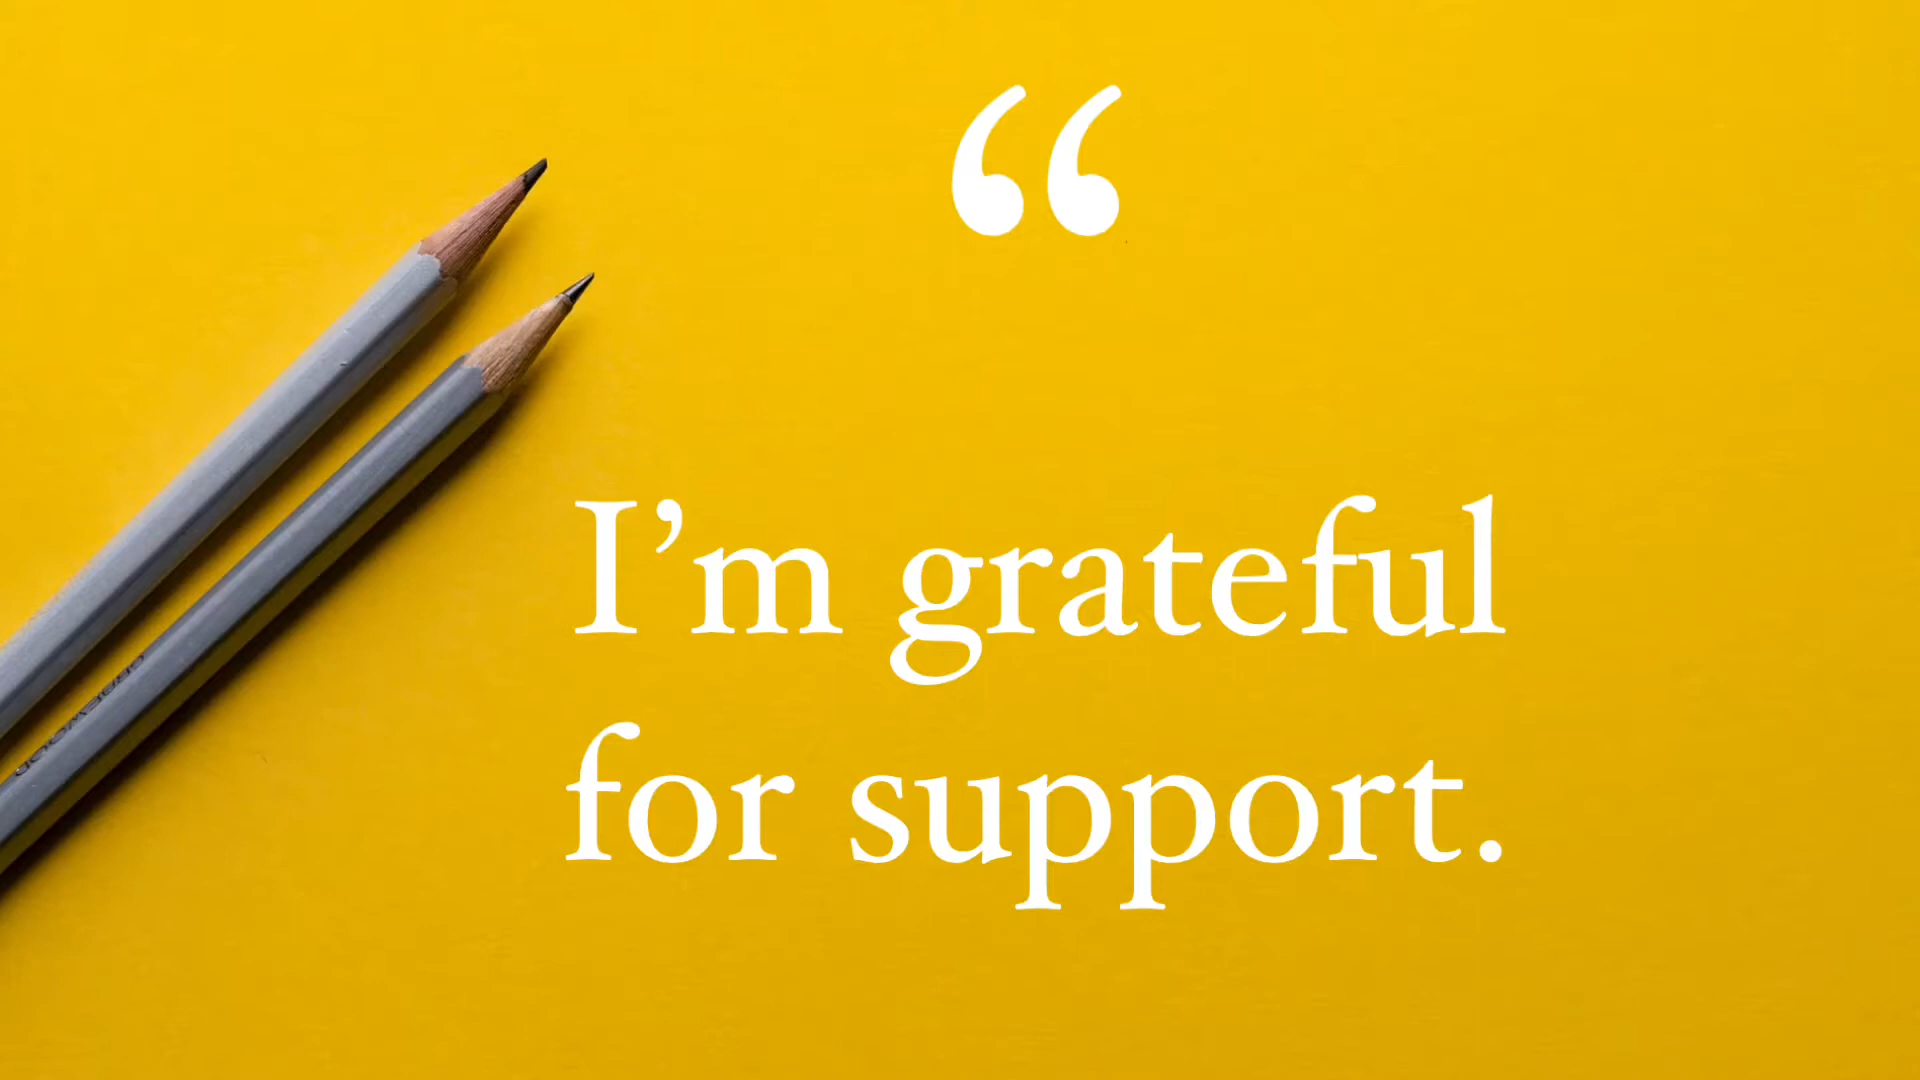 “
I’m grateful
for support.